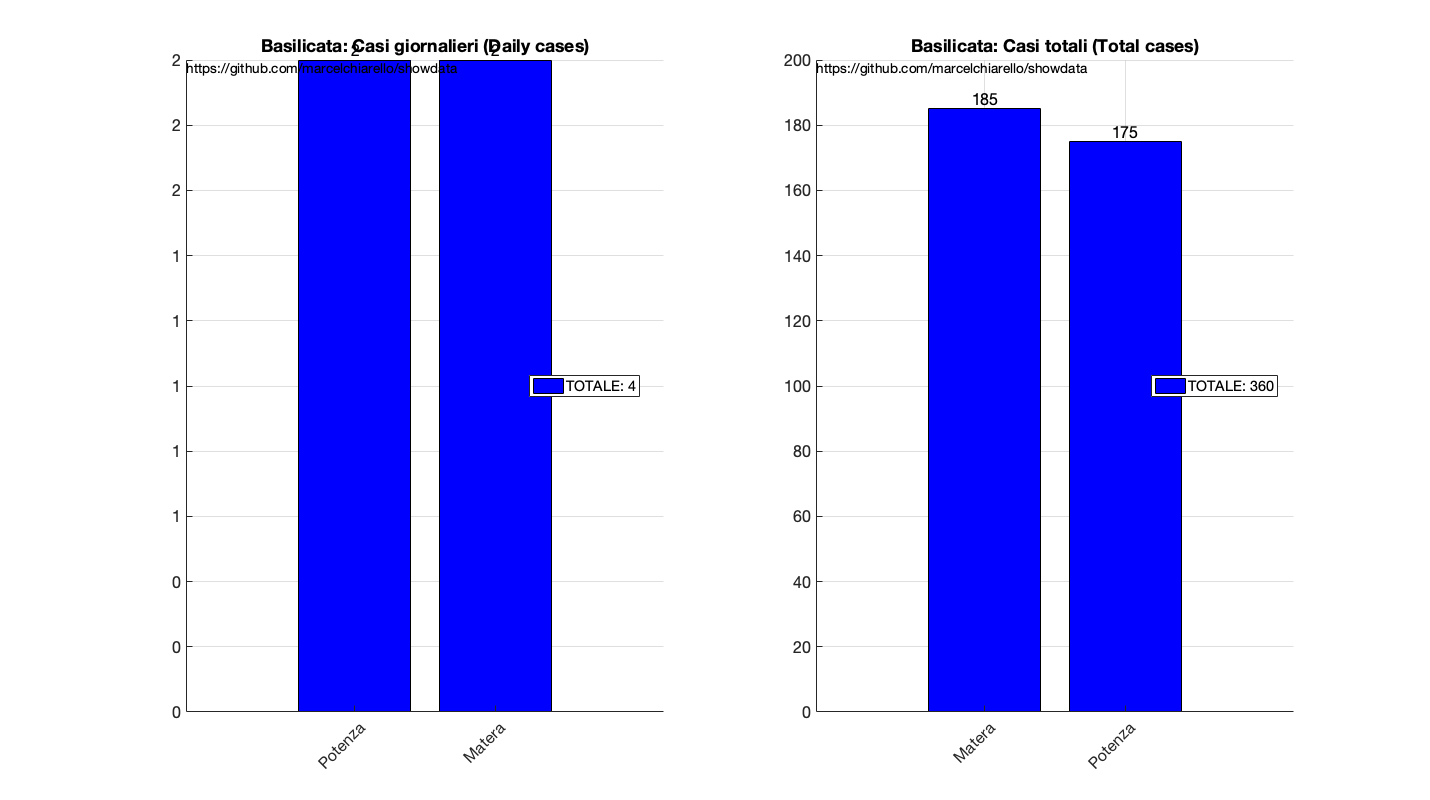 Basilicata: Casi giornalieri (Daily cases)
2
2
https://github.com/marcelchiarello/showdata
2
2
2
1
1
1
1
1
0
0
0
TOTALE: 4
Potenza
Matera
Basilicata: Casi totali (Total cases)
https://github.com/marcelchiarello/showdata
200
180
160
140
120
100
80
60
40
20
0
185
175
TOTALE: 360
Matera
Potenza